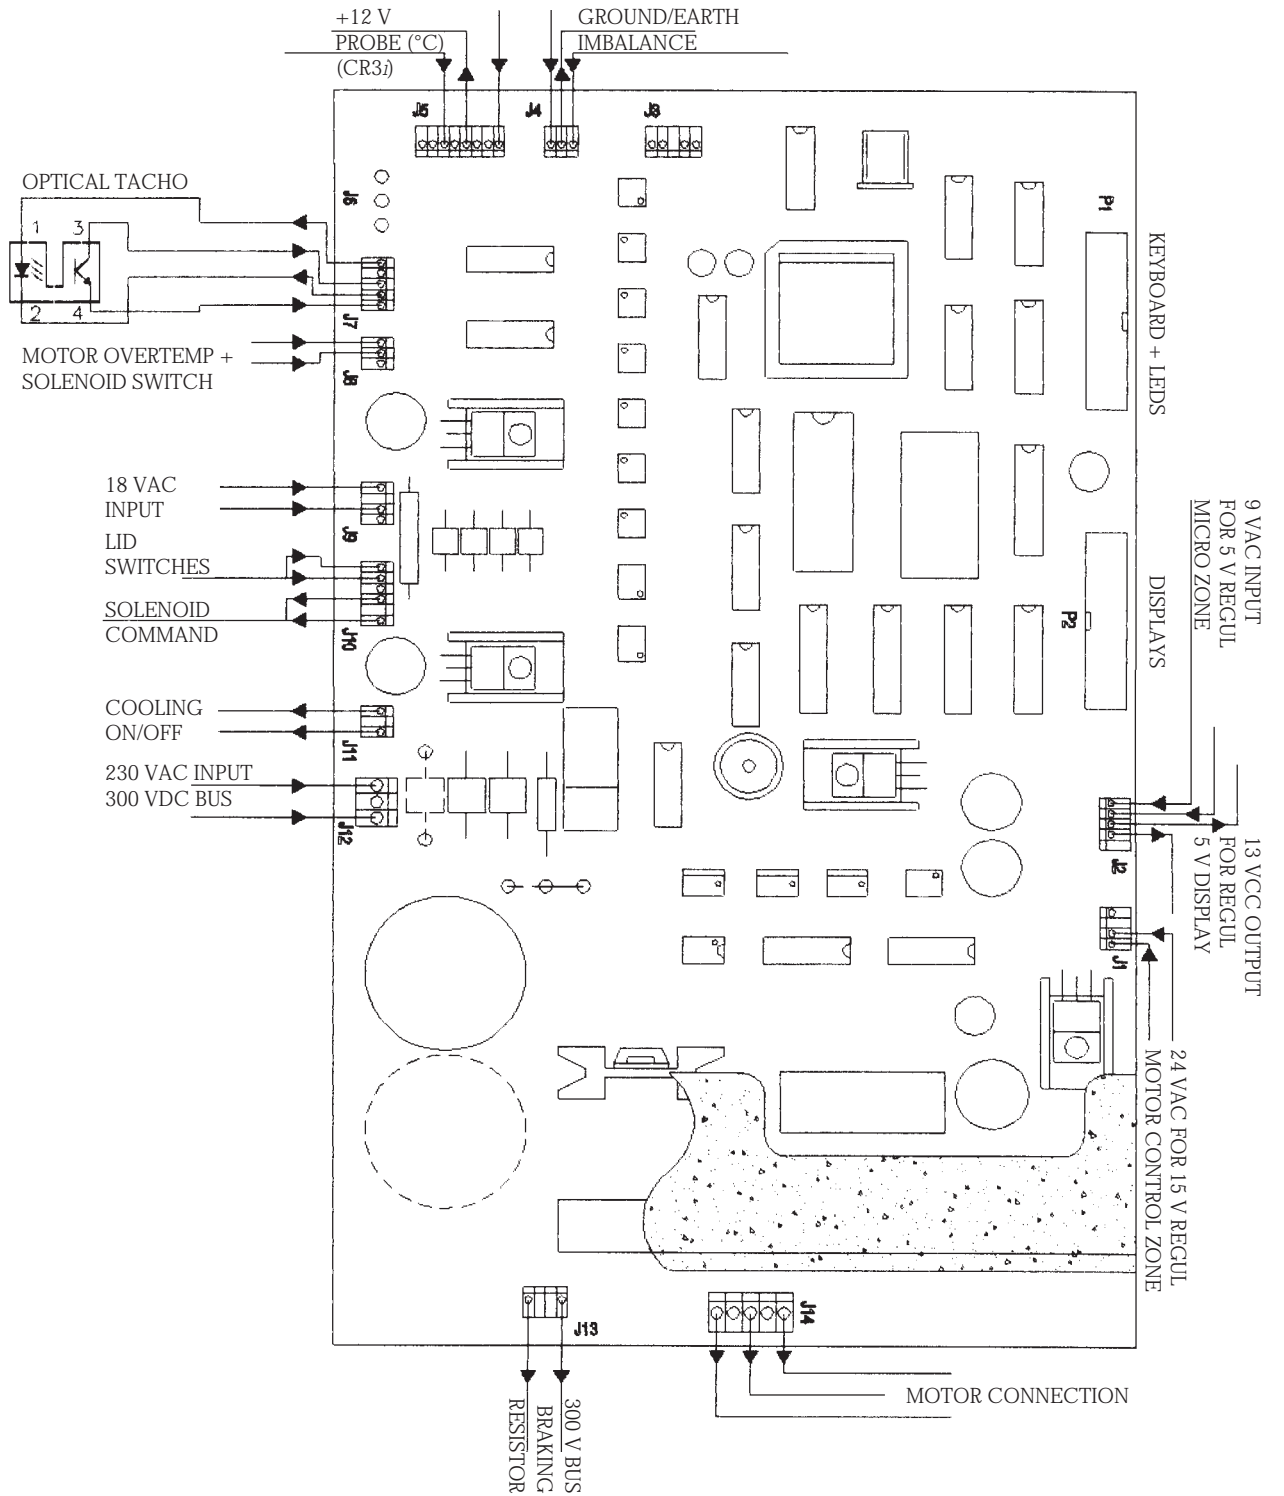 +12 V
PROBE (°C)
(CR3i)
GROUND/EARTH
IMBALANCE
J5
J4
J3
OPTICAL TACHO
1
3
2
4
J6
J7
P1
KEYBOARD + LEDS
MOTOR OVERTEMP +
SOLENOID SWITCH
J8
18 VAC
INPUT
J9
LID
SWITCHES
SOLENOID
COMMAND
J10
P2
DISPLAYS
9 VAC INPUT
FOR 5 V REGUL
MICRO ZONE
COOLING
ON/OFF
J11
230 VAC INPUT
300 VDC BUS
J12
J2
13 VCC OUTPUT
FOR REGUL
5 V DISPLAY
J1
24 VAC FOR 15 V REGUL
MOTOR CONTROL ZONE
J13
J14
300 V BUS
BRAKING
RESISTOR
MOTOR CONNECTION